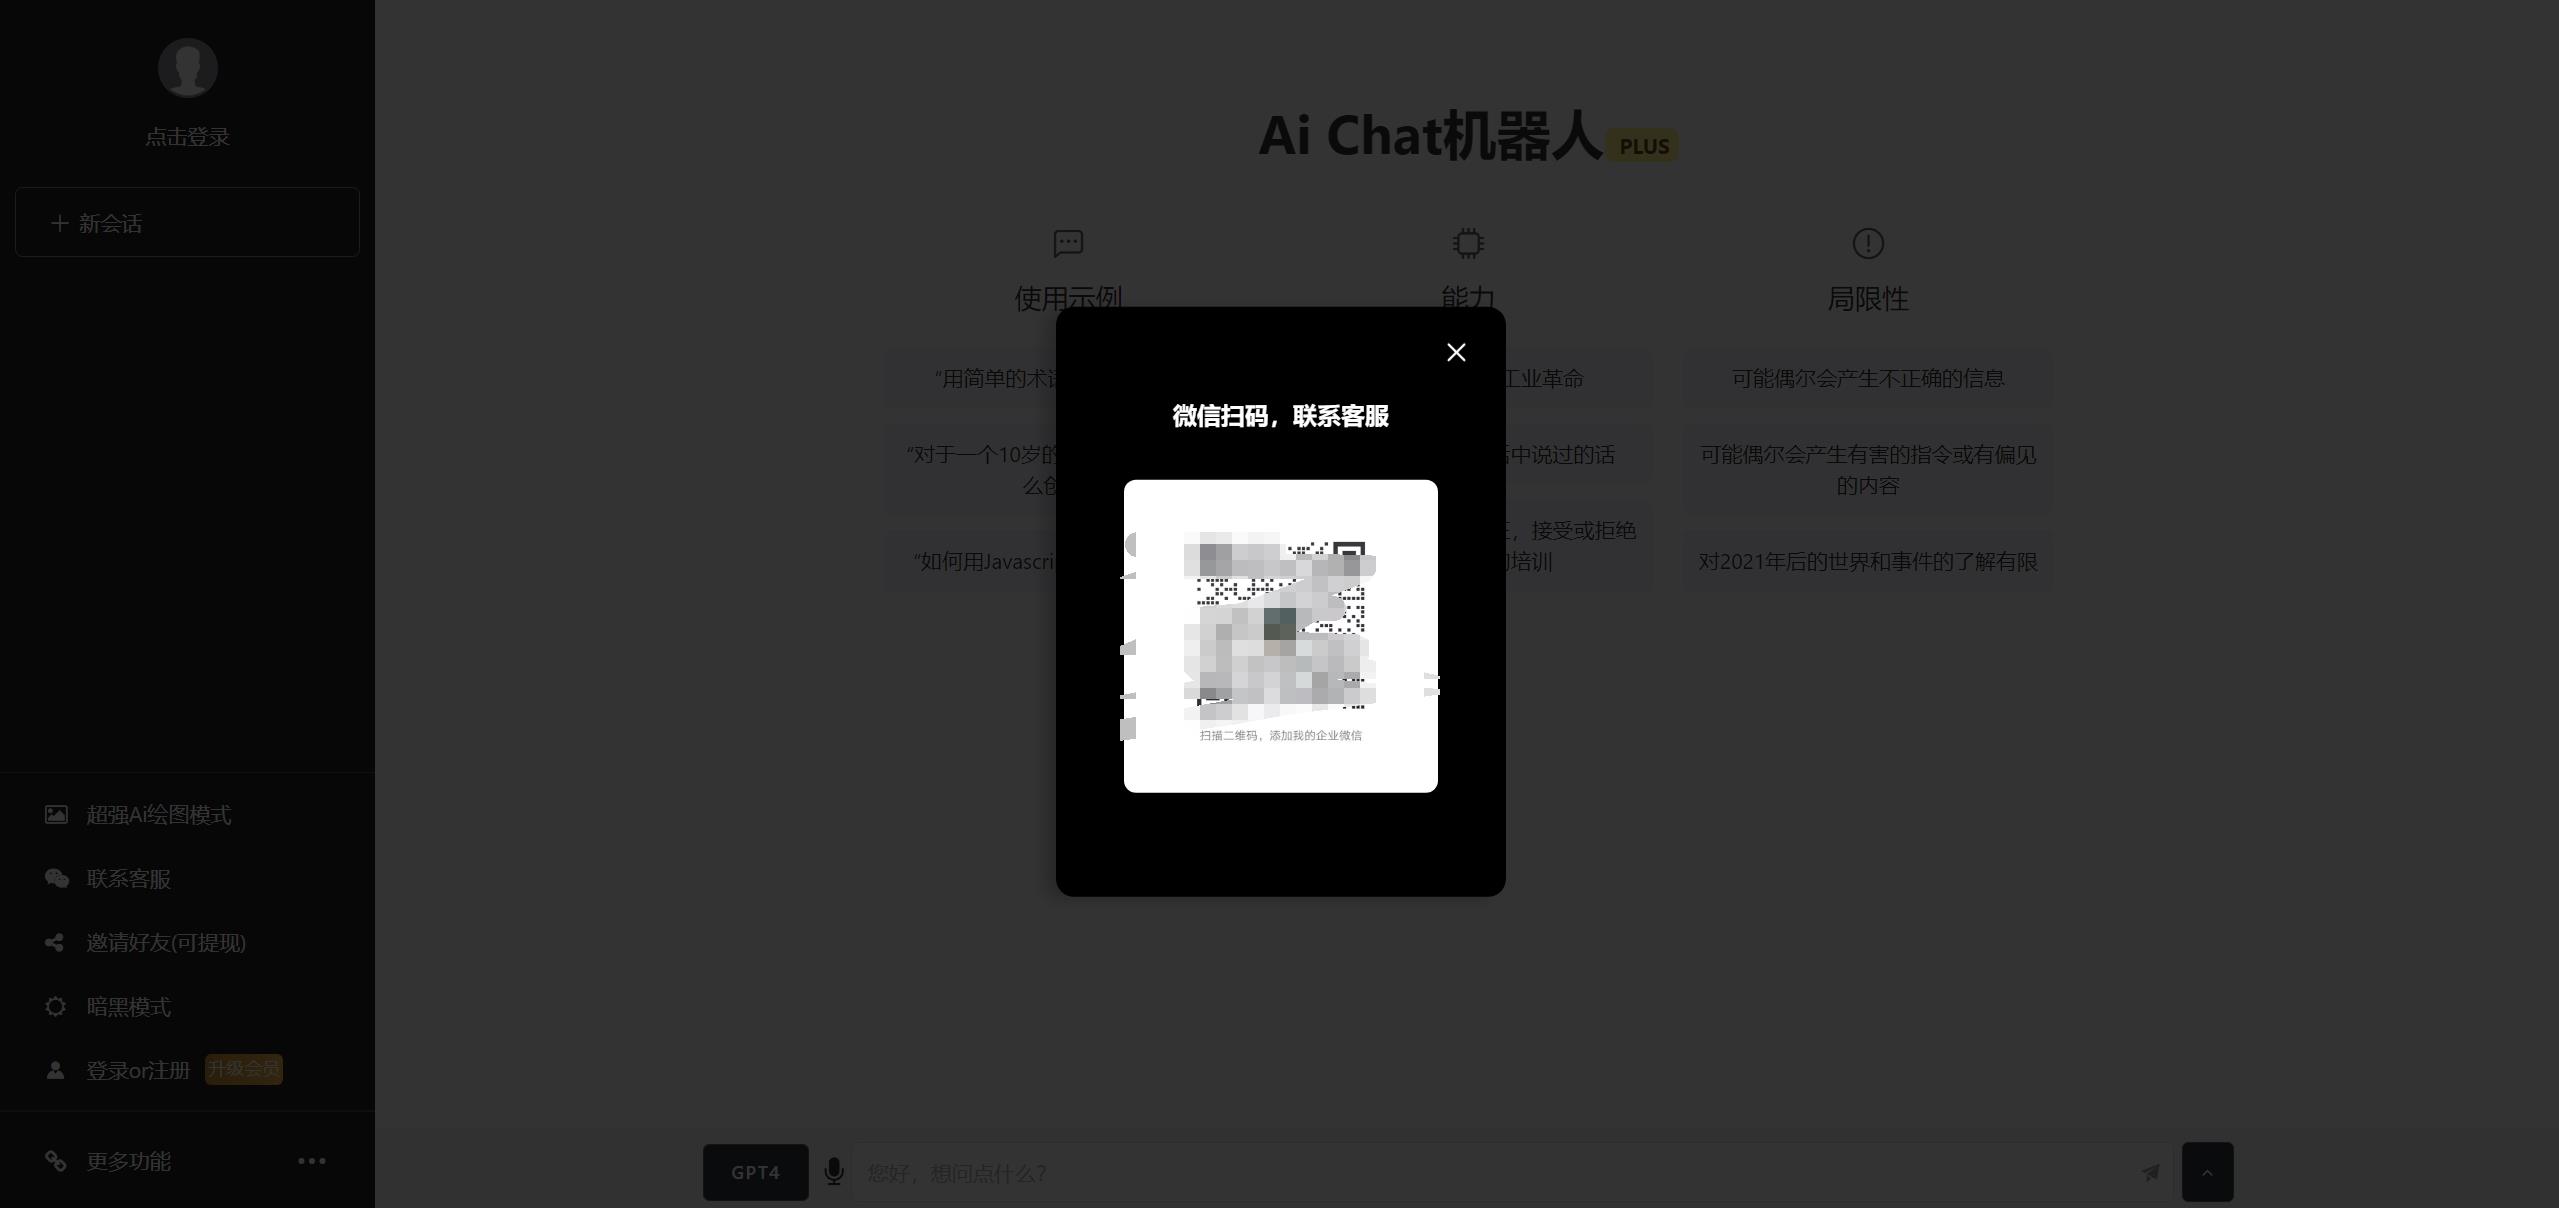 点击登录
新会话
超强Ai绘图模式
联系客服
邀请好友(可提现)
暗黑模式
登录or注册 升级会员
更多功能
Ai Chat机器人 PLUS
使用示例
“用简单的术
“对于一个10岁的
么创
“如何用Javascri
能力
工业革命
中说过的话
，接受或拒绝
培训
局限性
可能偶尔会产生不正确的信息
可能偶尔会产生有害的指令或有偏见
的内容
对2021年后的世界和事件的了解有限
微信扫码，联系客服
扫描二维码，添加我的企业微信
GPT4
您好，想问点什么?